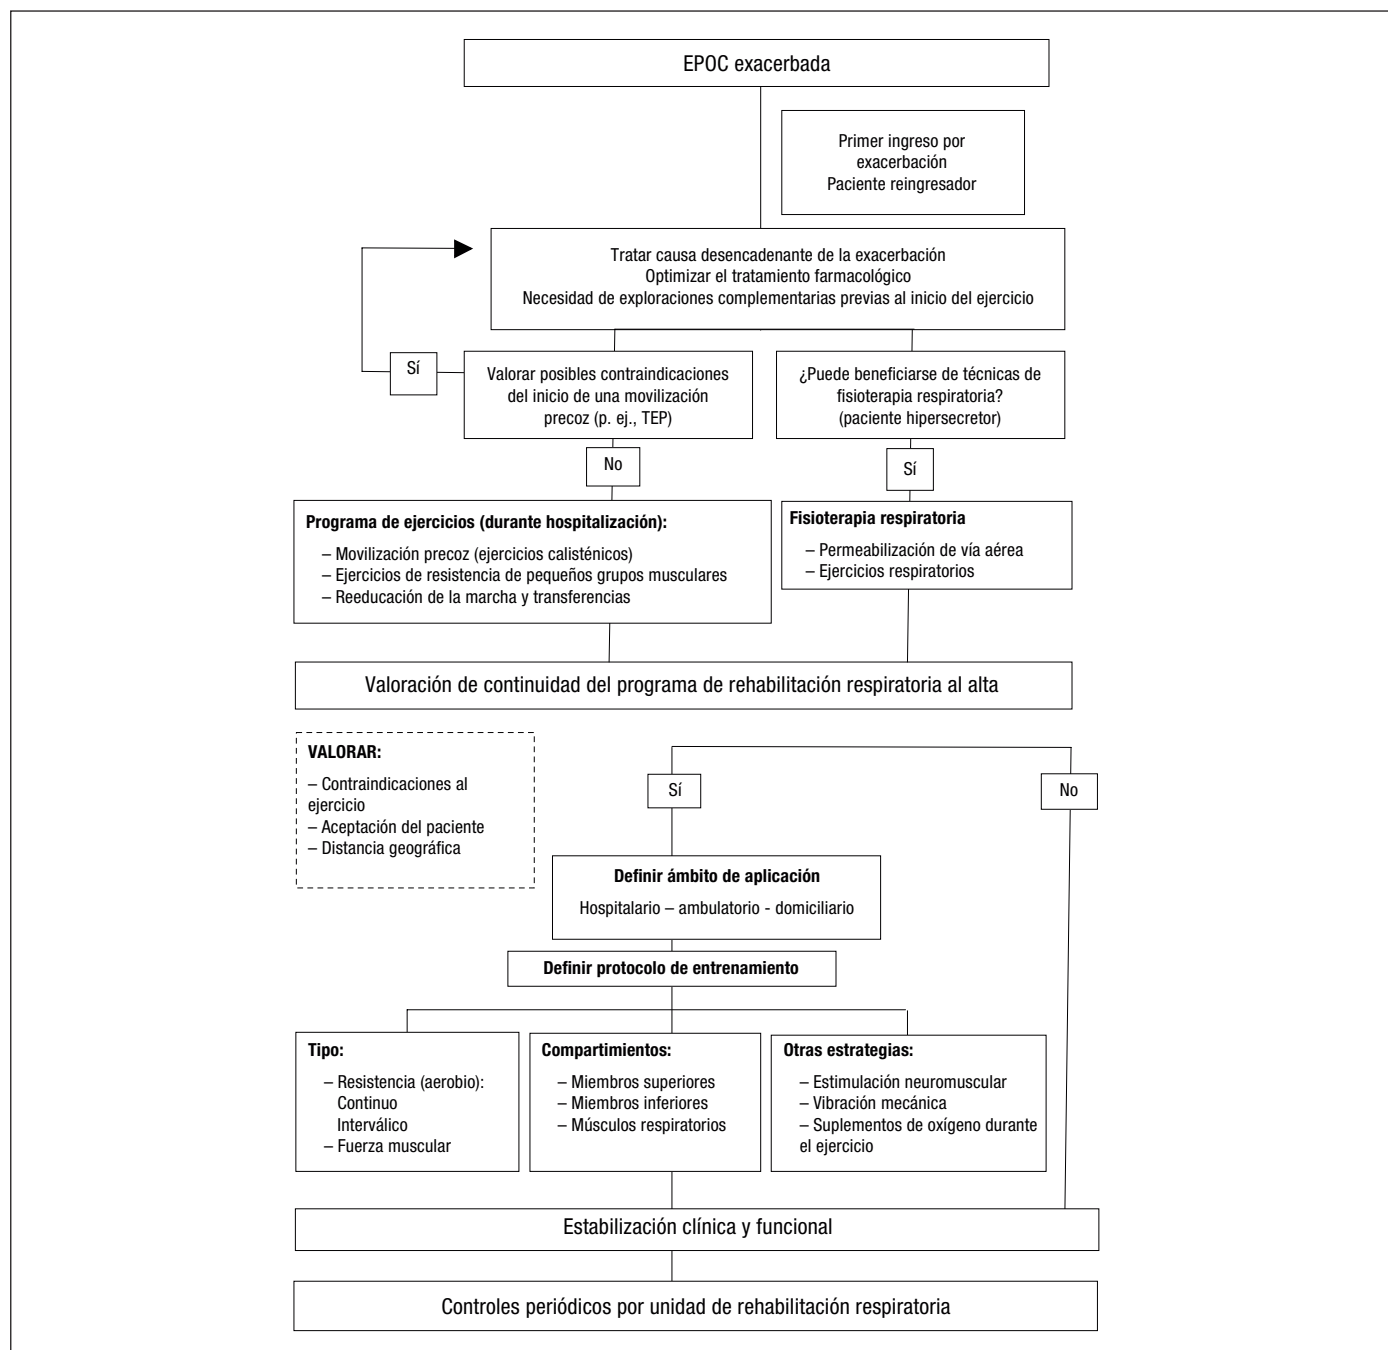 EPOC exacerbada
Primer ingreso por
exacerbación
Paciente reingresador
Tratar causa desencadenante de la exacerbación
Optimizar el tratamiento farmacológico
Necesidad de exploraciones complementarias previas al inicio del ejercicio
Sí
Valorar posibles contraindicaciones
del inicio de una movilización
precoz (p. ej., TEP)
¿Puede beneficiarse de técnicas de
fisioterapia respiratoria?
(paciente hipersecretor)
No
Sí
Programa de ejercicios (durante hospitalización):
– Movilización precoz (ejercicios calisténicos)
– Ejercicios de resistencia de pequeños grupos musculares
– Reeducación de la marcha y transferencias
Fisioterapia respiratoria
– Permeabilización de vía aérea
– Ejercicios respiratorios
Valoración de continuidad del programa de rehabilitación respiratoria al alta
VALORAR:
– Contraindicaciones al
ejercicio
– Aceptación del paciente
– Distancia geográfica
Sí
No
Definir ámbito de aplicación
Hospitalario – ambulatorio - domiciliario
Definir protocolo de entrenamiento
Tipo:
– Resistencia (aerobio):
Continuo
Interválico
– Fuerza muscular
Compartimientos:
– Miembros superiores
– Miembros inferiores
– Músculos respiratorios
Otras estrategias:
– Estimulación neuromuscular
– Vibración mecánica
– Suplementos de oxígeno durante
el ejercicio
Estabilización clínica y funcional
Controles periódicos por unidad de rehabilitación respiratoria